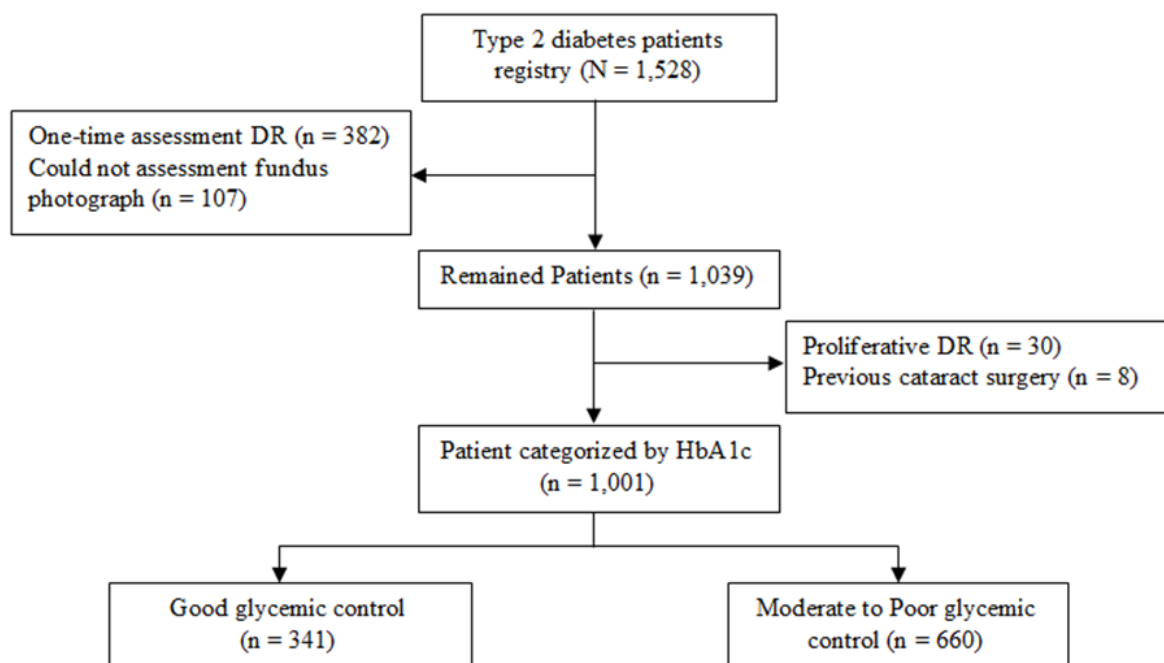 Type 2 diabetes patients
registry (N = 1,528)
One-time assessment DR (n = 382)
Could not assessment fundus
photograph (n = 107)
Remained Patients (n = 1,039)
Proliferative DR (n = 30)
Previous cataract surgery (n = 8)
Patient categorized by HbA1c
(n = 1,001)
Good glycemic control
(n = 341)
Moderate to Poor glycemic
control (n = 660)